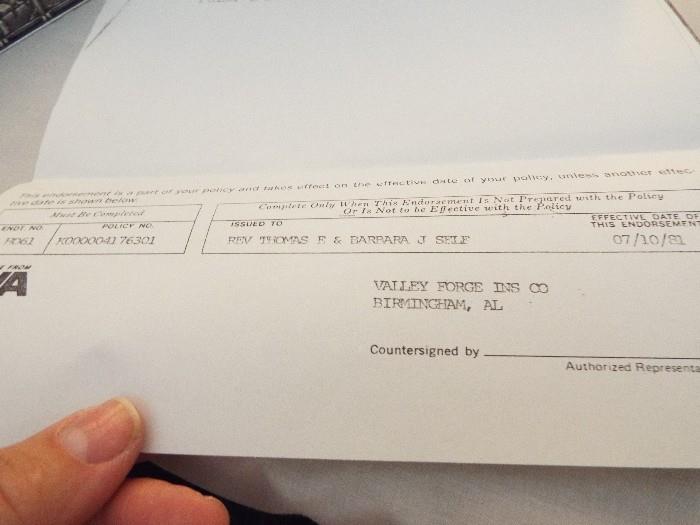 This endorsement is a part of your policy and takes effect on the effective date of your policy, unless another effec-
tive date is shown below.
Must Be Completed
Complete Only When This Endorsement Is Not Prepared with the Policy
Or Is Not to be Effective with the Policy
ENDT. NO. POLICY NO. ISSUED TO EFFECTIVE DATE OF
THIS ENDORSEMENT
K000004176301 REV THOMAS E & BARBARA J SELF 07/10/81
E FROM
VALLEY FORGE INS CO
BIRMINGHAM, AL
Countersigned by
Authorized Representa